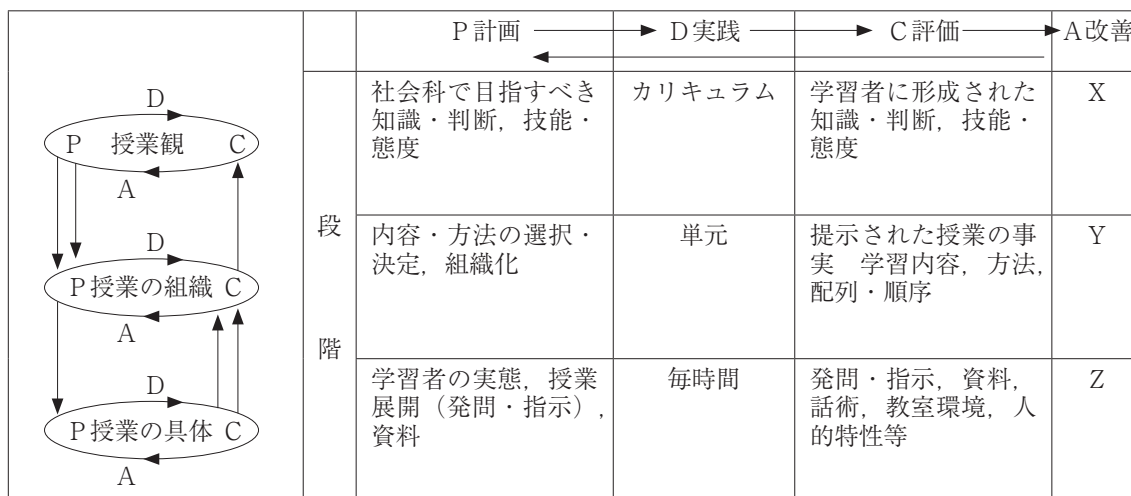 P計画 D実践 C評価 A改善
D
P 授業観 C
A
D
P授業の組織 C
A
D
P授業の具体 C
A
段
階
社会科で目指すべき
知識・判断，技能・
態度
カリキュラム
学習者に形成された
知識・判断，技能・
態度
X
内容・方法の選択・
決定，組織化
単元
提示された授業の事
実　学習内容，方法，
配列・順序
Y
学習者の実態，授業
展開（発問・指示），
資料
毎時間
発問・指示，資料，
話術，教室環境，人
的特性等
Z